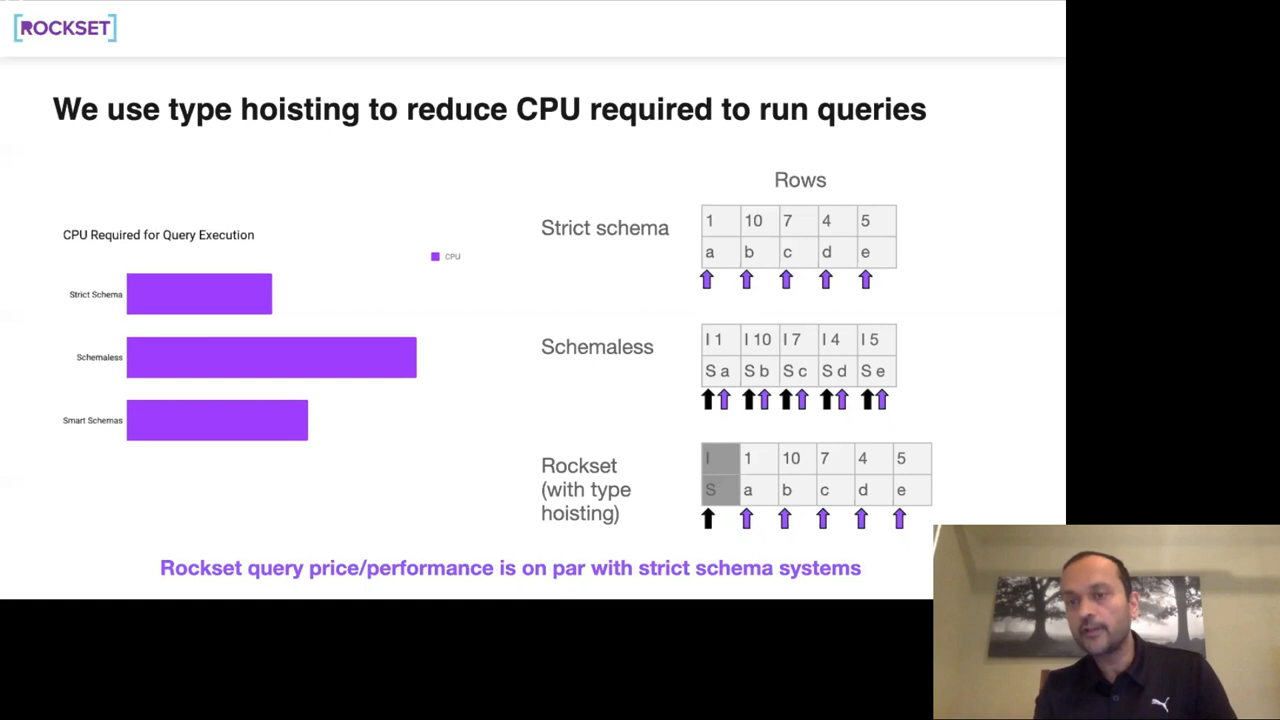 [ROCKSET]
We use type hoisting to reduce CPU required to run queries
CPU Required for Query Execution
CPU
Strict Schema
Schemaless
Smart Schemas
Rows
Strict schema
1 10 7 4 5
a b c d e
Schemaless
I 1 I 10 I 7 I 4 I 5
S a S b S c S d S e
Rockset
(with type
hoisting)
I 1 10 7 4 5
S a b c d e
Rockset query price/performance is on par with strict schema systems